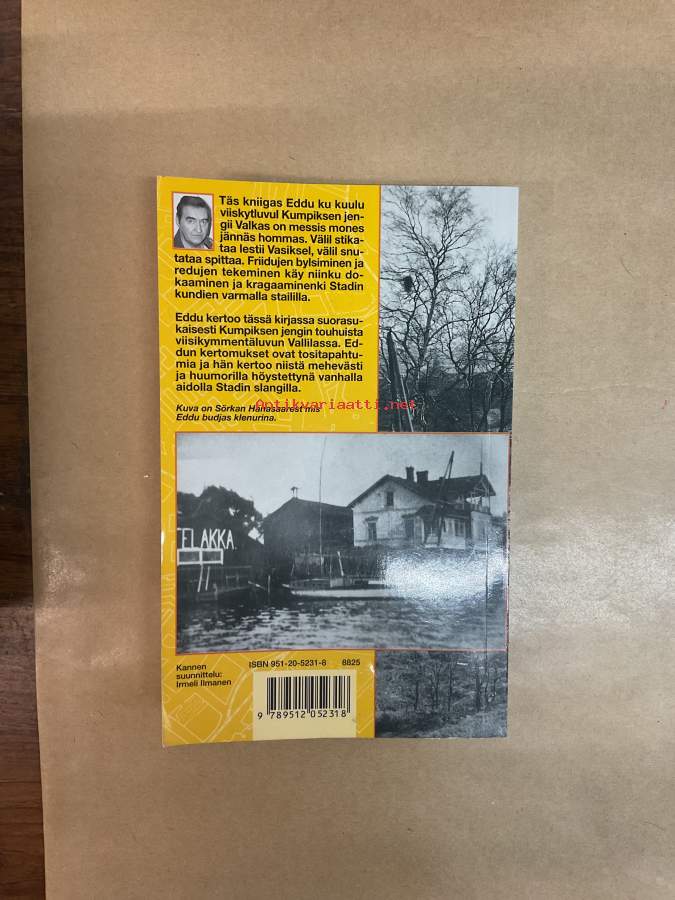 Täs kniigas Eddu ku kuulu
viiskytluvul Kumpiksen jen-
gii Valkas on messis mones
jännäs hommas. Välil stika-
taa lestii Vasiksel, välil snu-
tataa spittaa. Friidujen bylsiminen ja
redujen tekeminen käy niinku do-
kaaminen ja kragaaminenki Stadin
kundien varmalla staililla.
Eddu kertoo tässä kirjassa suorasu-
kaisesti Kumpiksen jengin touhuista
viisikymmentäluvun Vallilassa. Ed-
dun kertomukset ovat tositapahtu-
mia ja hän kertoo niistä mehevästi
ja huumorilla höystettynä vanhalla
aidolla Stadin slangilla.
Antikvariaatti.net
Kuva on Sörkan Hanasaarest mis
Eddu budjas klenurina.
TELAKKA
Kannen
suunnittelu:
Irmeli Ilmanen
ISBN 951-20-5231-8 8825
9 789512 052318